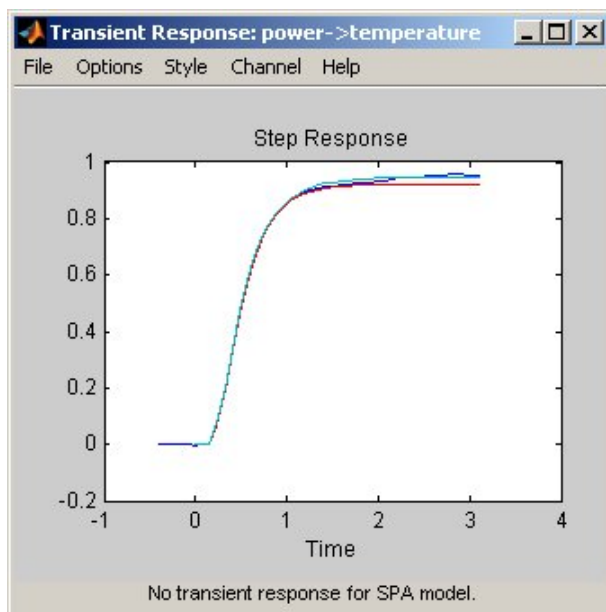 Transient Response: power->temperature
File Options Style Channel Help
Step Response
1
0.8
0.6
0.4
0.2
0
-0.2
-1 0 1 2 3 4
Time
No transient response for SPA model.